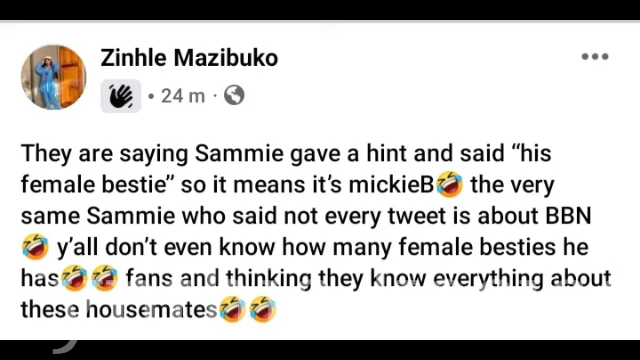 Zinhle Mazibuko
24 m
They are saying Sammie gave a hint and said “his
female bestie” so it means it’s mickieB🤣 the very
same Sammie who said not every tweet is about BBN
🤣 y’all don’t even know how many female besties he
has🤣🤣 fans and thinking they know everything about
these housemates🤣🤣